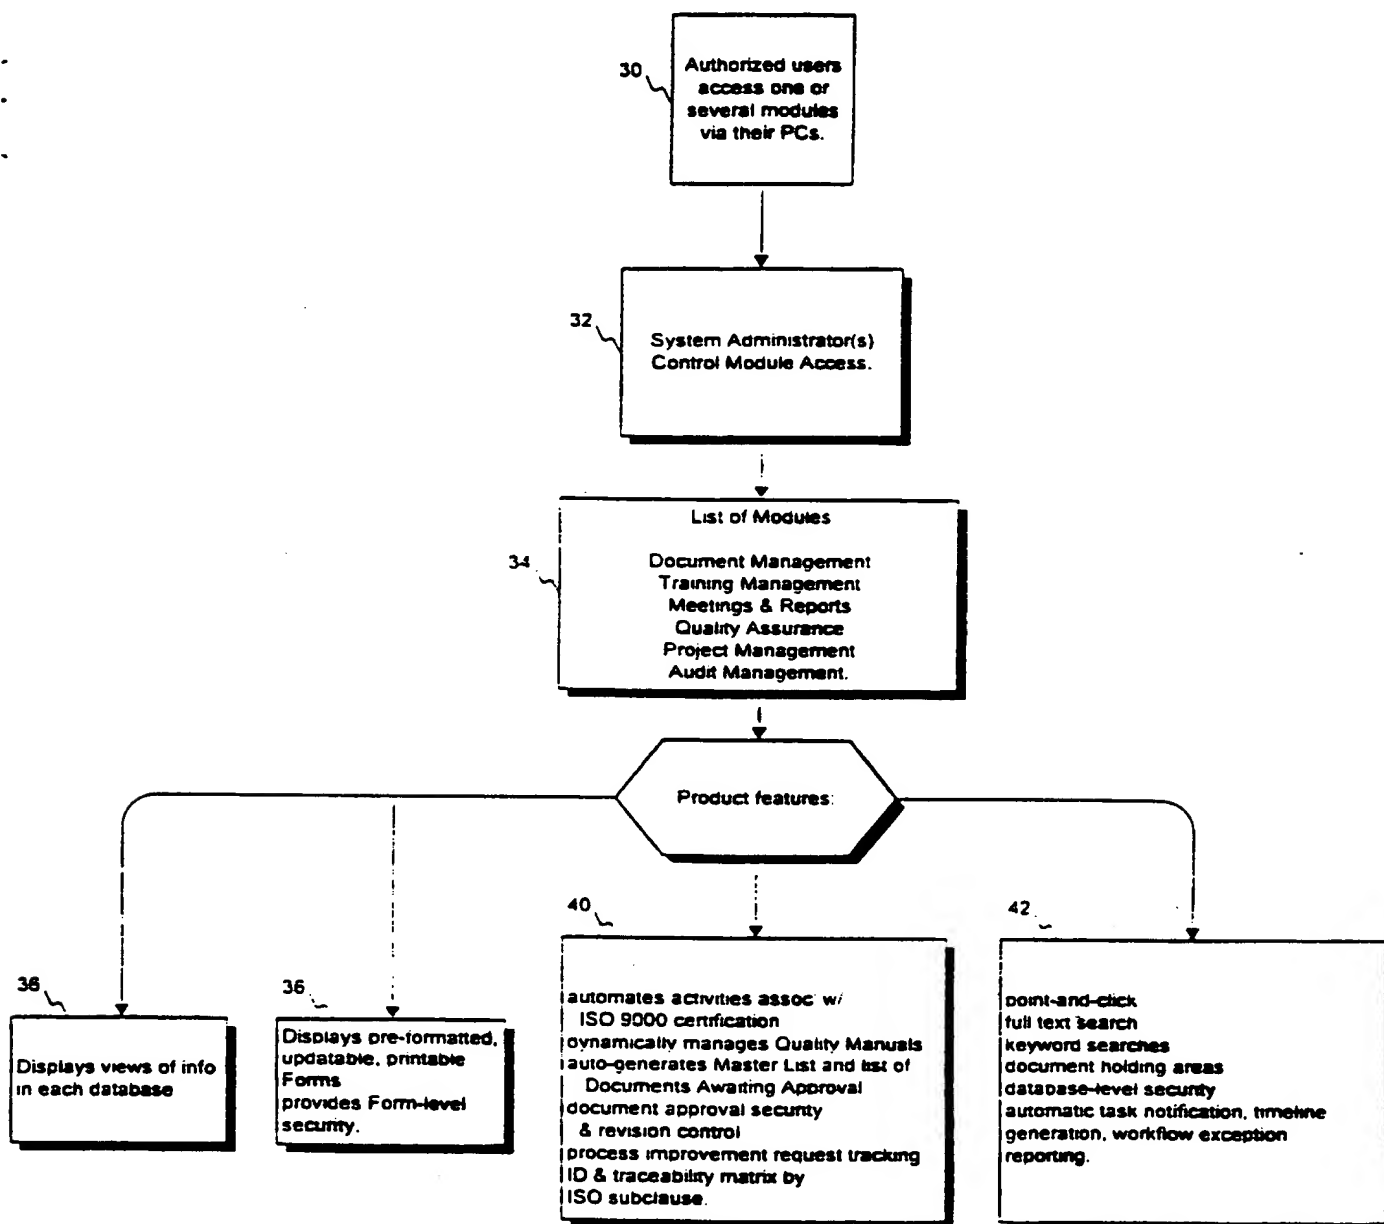 30
Authorized users
access one or
several modules
via their PCs.
32
System Administrator(s)
Control Module Access.
34
List of Modules
Document Management
Training Management
Meetings & Reports
Quality Assurance
Project Management
Audit Management.
Product features:
36
Displays views of info
in each database
36
Displays pre-formatted,
updatable, printable
Forms
provides Form-level
security.
40
automates activities assoc w/
ISO 9000 certification
dynamically manages Quality Manuals
auto-generates Master List and list of
Documents Awaiting Approval
document approval security
& revision control
process improvement request tracking
ID & traceability matrix by
ISO subclause.
42
point-and-click
full text search
keyword searches
document holding areas
database-level security
automatic task notification, timeline
generation, workflow exception
reporting.